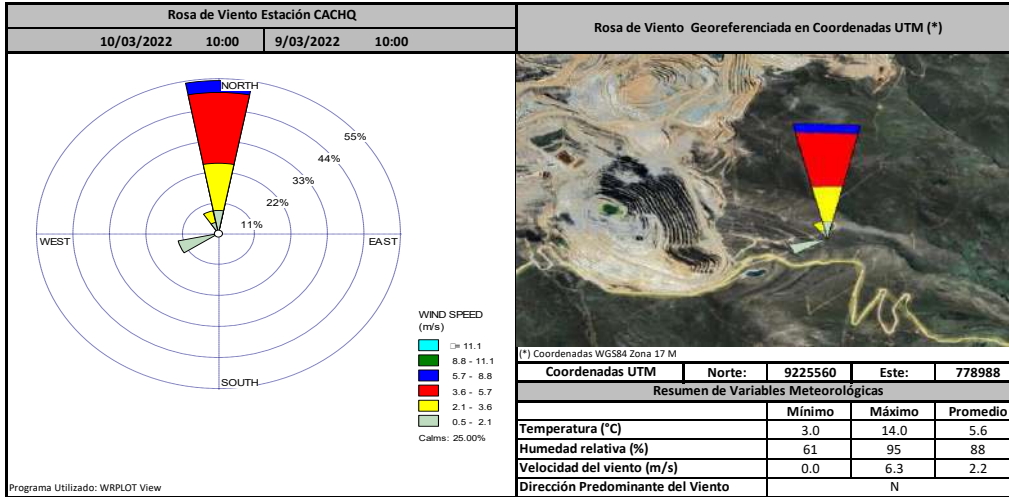 Rosa de Viento Estación CACHQ
10/03/2022 10:00 9/03/2022 10:00
NORTH
55%
44%
33%
22%
11%
WEST
EAST
SOUTH
WIND SPEED
(m/s)
□= 11.1
8.8 - 11.1
5.7 - 8.8
3.6 - 5.7
2.1 - 3.6
0.5 - 2.1
Calms: 25.00%
Programa Utilizado: WRPLOT View
Rosa de Viento Georeferenciada en Coordenadas UTM (*)
(*) Coordenadas WGS84 Zona 17 M
Coordenadas UTM Norte: 9225560 Este: 778988
Resumen de Variables Meteorológicas
Mínimo Máximo Promedio
Temperatura (°C) 3.0 14.0 5.6
Humedad relativa (%) 61 95 88
Velocidad del viento (m/s) 0.0 6.3 2.2
Dirección Predominante del Viento N